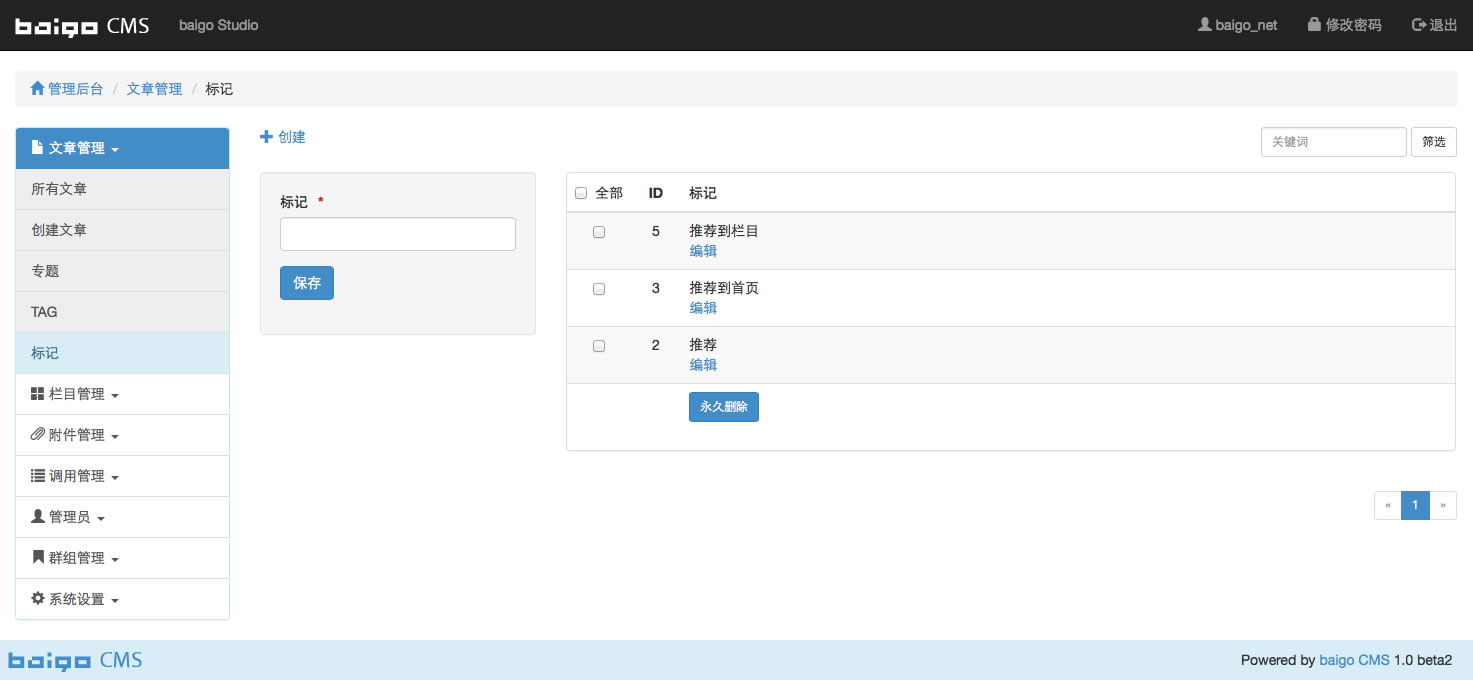 baigo CMS baigo Studio baigo_net 修改密码 退出
管理后台 / 文章管理 / 标记
文章管理
所有文章
创建文章
专题
TAG
标记
栏目管理
附件管理
调用管理
管理员
群组管理
系统设置
创建
关键词 筛选
标记 *
保存
全部 ID 标记
5 推荐到栏目
编辑
3 推荐到首页
编辑
2 推荐
编辑
永久删除
« 1 »
baigo CMS Powered by baigo CMS 1.0 beta2